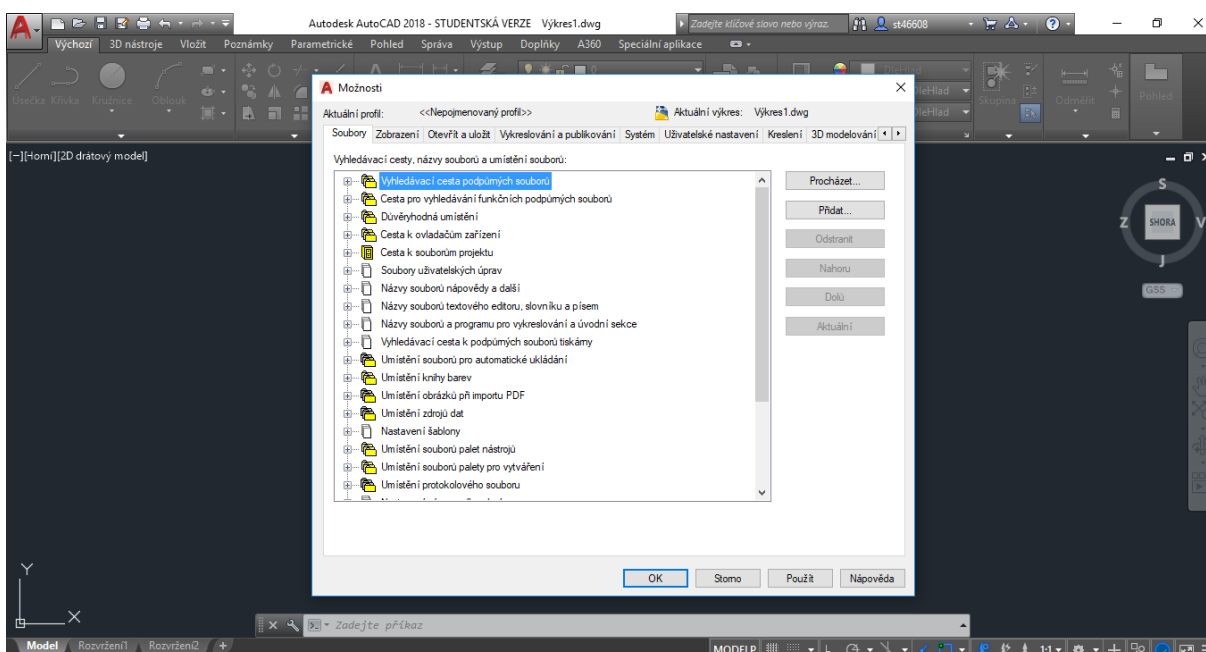 Autodesk AutoCAD 2018 - STUDENTSKÁ VERZE Výkres1.dwg
Zadejte klíčové slovo nebo výraz.
st46608
Výchozí 3D nástroje Vložit Poznámky Parametrické Pohled Správa Výstup Doplňky A360 Speciální aplikace
Úsečka Křivka Kružnice Oblouk
Skupina
Odměřit
Pohled
[−][Horní][2D drátový model]
Možnosti
Aktuální profil: <<Nepojmenovaný profil>> Aktuální výkres: Výkres1.dwg
Soubory Zobrazení Otevřít a uložit Vykreslování a publikování Systém Uživatelské nastavení Kreslení 3D modelování
Vyhledávací cesty, názvy souborů a umístění souborů:
Vyhledávací cesta podpůrných souborů
Cesta pro vyhledávání funkčních podpůrných souborů
Důvěryhodná umístění
Cesta k ovladačům zařízení
Cesta k souborům projektu
Soubory uživatelských úprav
Názvy souborů nápovědy a další
Názvy souborů textového editoru, slovníku a písem
Názvy souborů a programu pro vykreslování a úvodní sekce
Vyhledávací cesta k podpůrných souborů tiskárny
Umístění souborů pro automatické ukládání
Umístění knihy barev
Umístění obrázků při importu PDF
Umístění zdrojů dat
Nastavení šablony
Umístění souborů palet nástrojů
Umístění souborů palety pro vytváření
Umístění protokolového souboru
Procházet...
Přidat...
Odstranit
Nahoru
Dolů
Aktuální
OK Storno Použít Nápověda
S
Z SHORA V
J
GSS
Y
X
Zadejte příkaz
Model Rozvržení1 Rozvržení2 +
MODELP
1:1